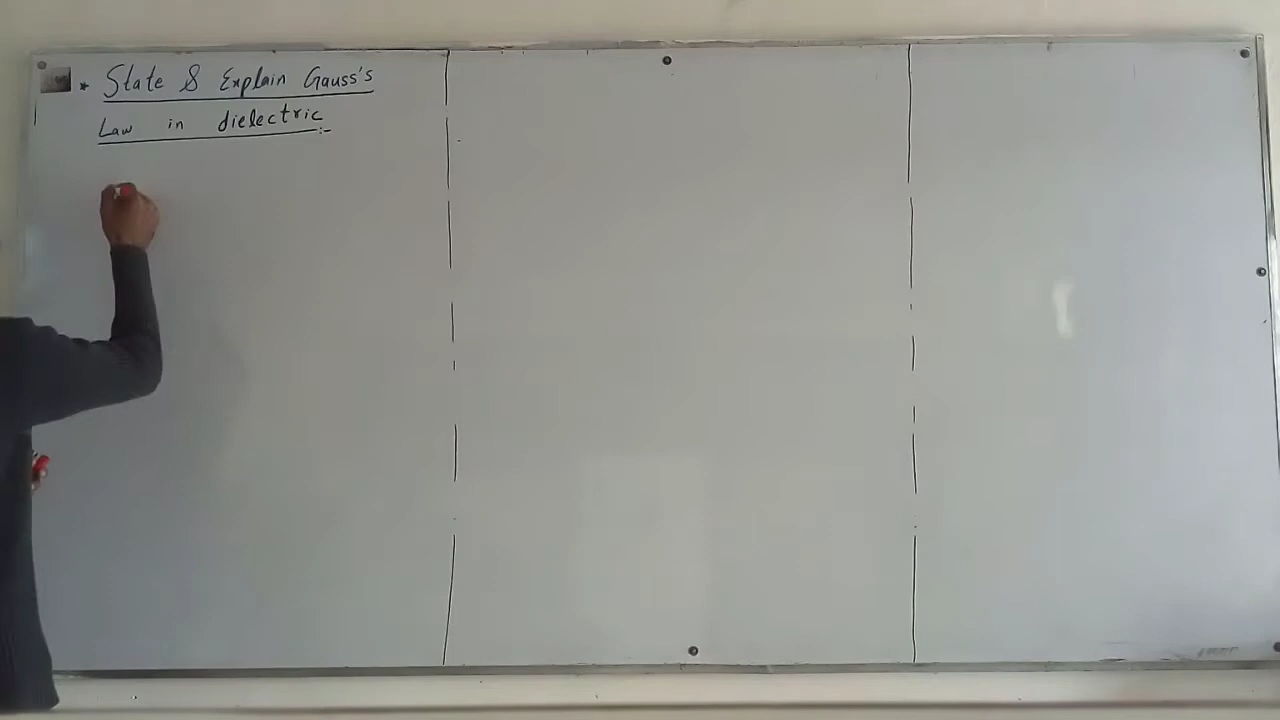 * State & Explain Gauss's
Law in dielectric :-